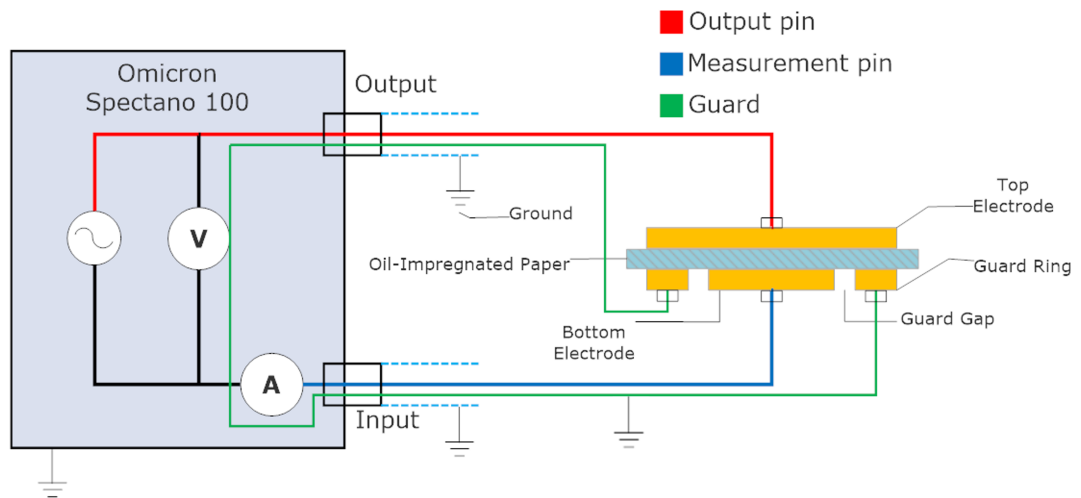 Output pin
Measurement pin
Guard
Omicron
Spectano 100
Output
V
Ground
Top
Electrode
Oil-Impregnated Paper
Guard Ring
Guard Gap
Bottom
Electrode
A
Input